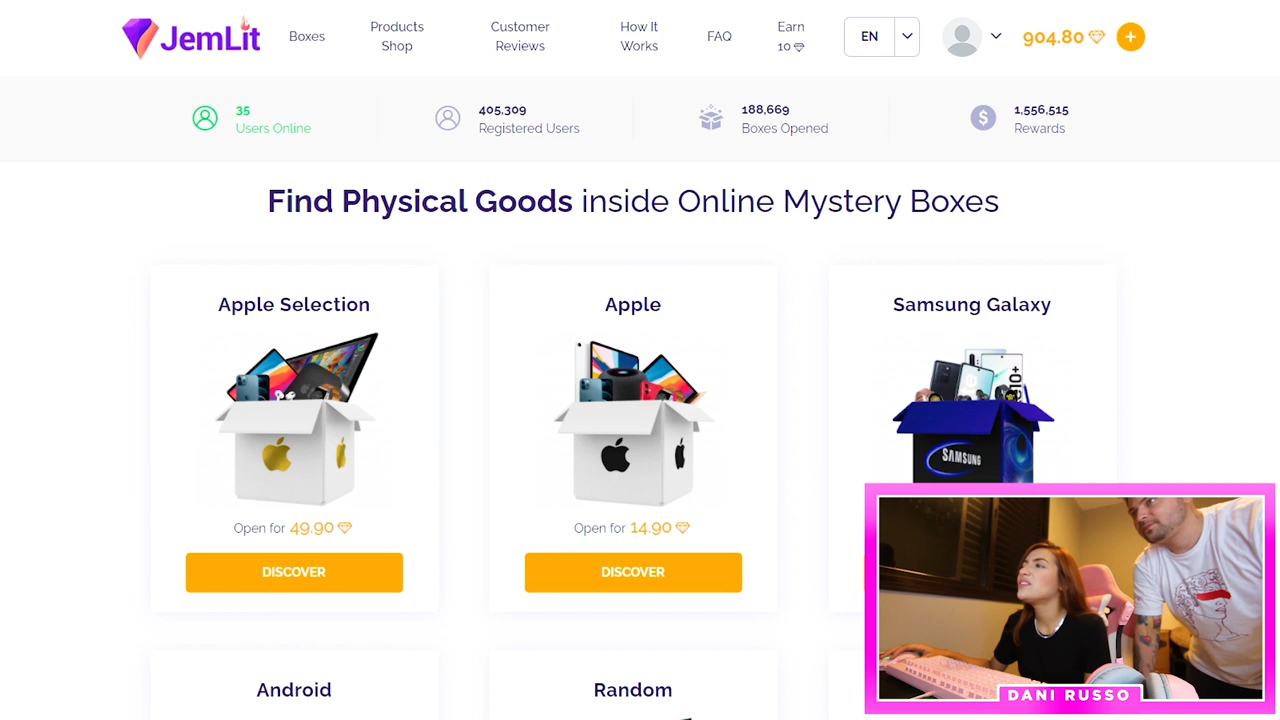 JemLit
Boxes
Products
Shop
Customer
Reviews
How It
Works
FAQ
Earn
10
EN
904.80
+
35
Users Online
405,309
Registered Users
188,669
Boxes Opened
$
1,556,515
Rewards
Find Physical Goods inside Online Mystery Boxes
Apple Selection
Apple
Samsung Galaxy
10+
SAMSUNG
Open for 49.90
Open for 14.90
DISCOVER
DISCOVER
Android
Random
DANI RUSSO